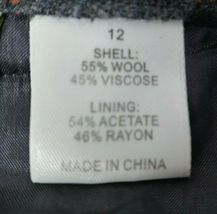 12
SHELL:
55% WOOL
45% VISCOSE
LINING:
54% ACETATE
46% RAYON
MADE IN CHINA